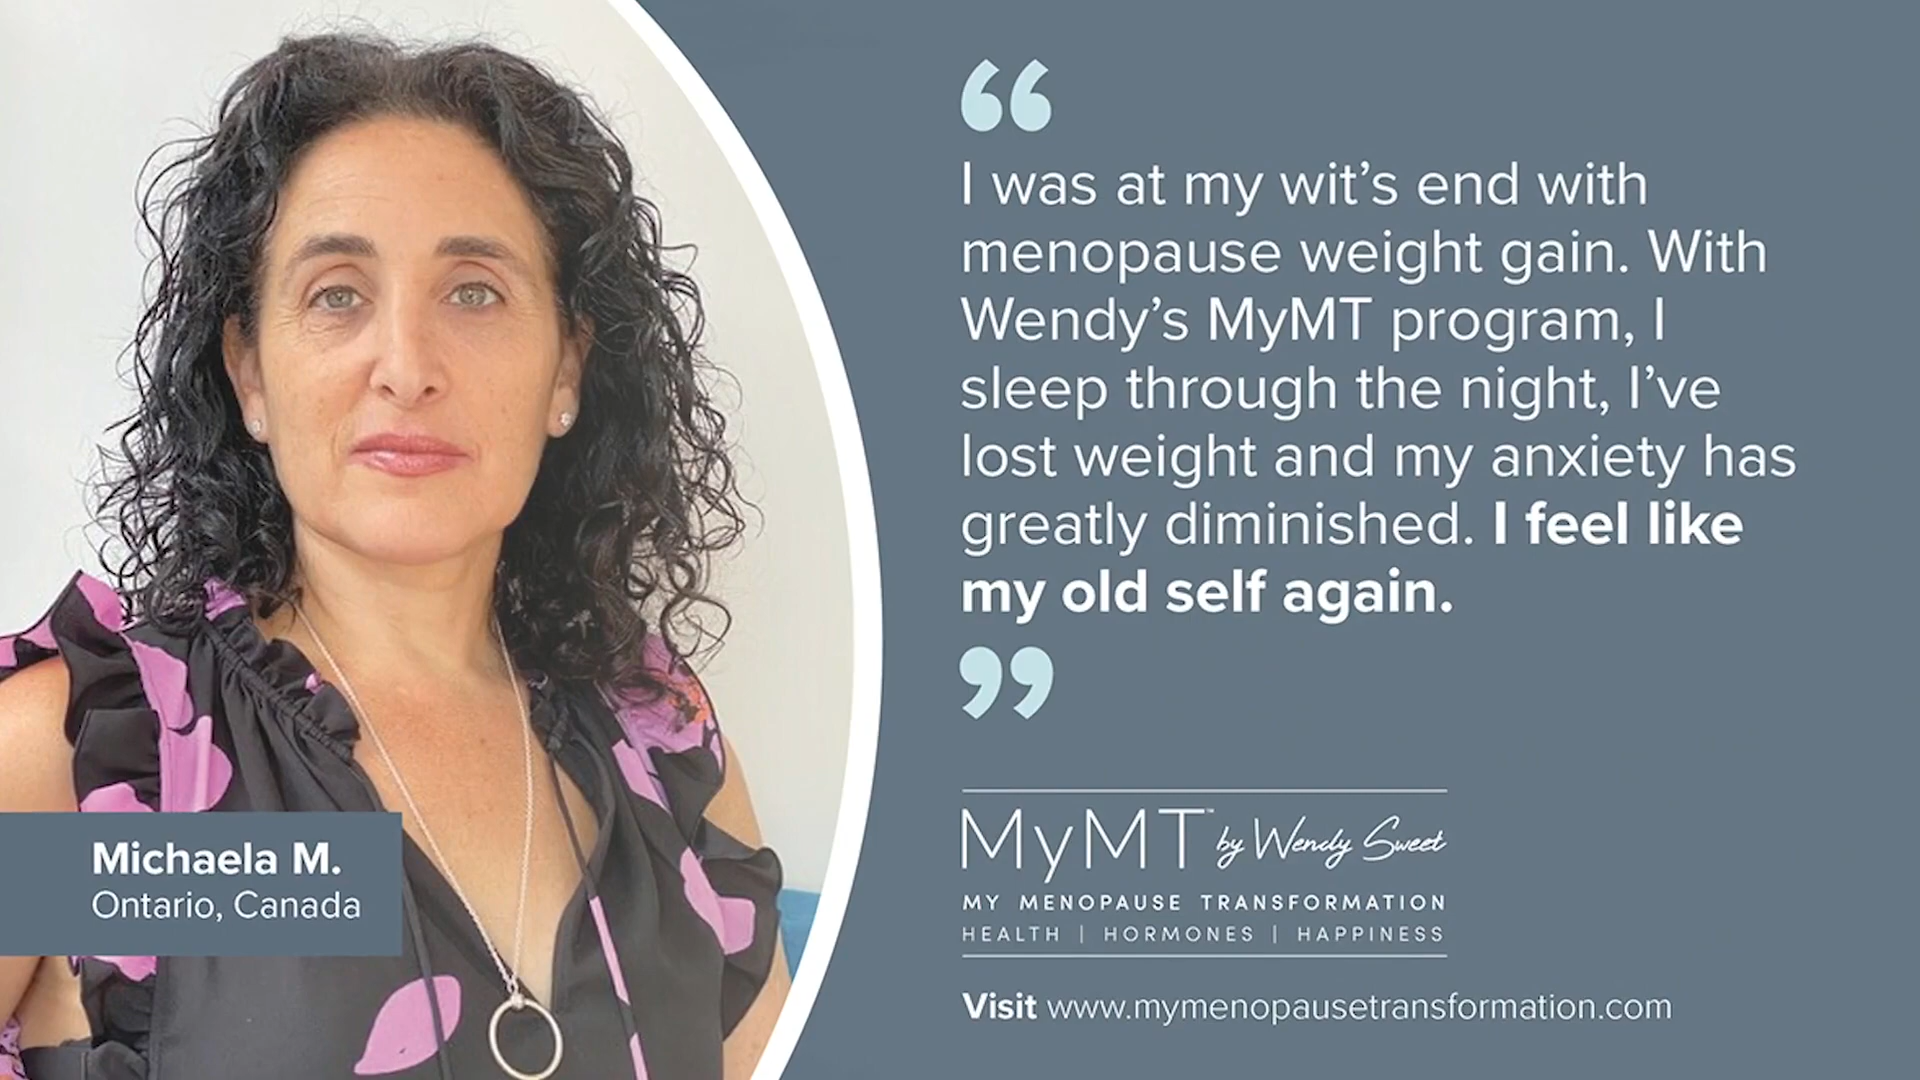 “
I was at my wit’s end with
menopause weight gain. With
Wendy’s MyMT program, I
sleep through the night, I’ve
lost weight and my anxiety has
greatly diminished. I feel like
my old self again.
”
Michaela M.
Ontario, Canada
MyMT™ by Wendy Sweet
MY MENOPAUSE TRANSFORMATION
HEALTH | HORMONES | HAPPINESS
Visit www.mymenopausetransformation.com